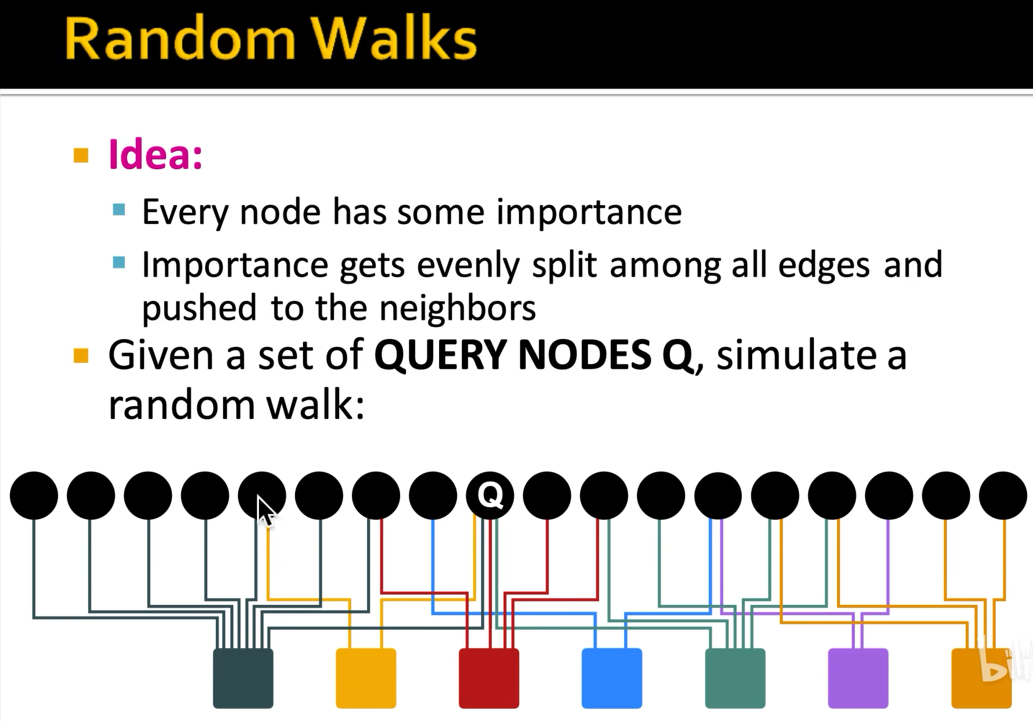 Random Walks
Idea:
Every node has some importance
Importance gets evenly split among all edges and
pushed to the neighbors
Given a set of QUERY NODES Q, simulate a
random walk:
Q